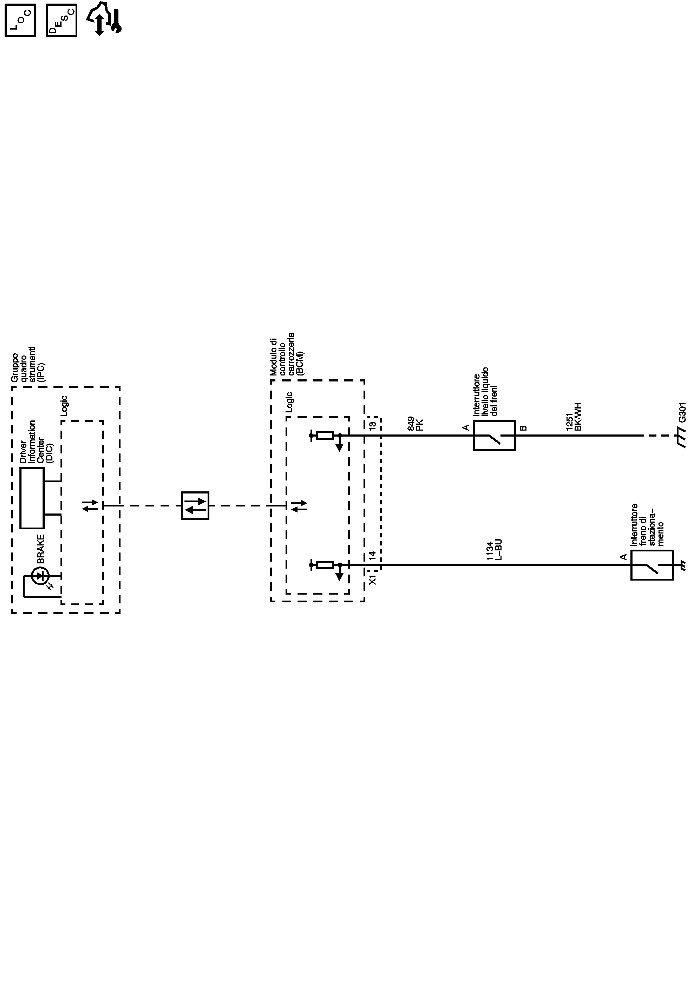 LOC
DESC
Gruppo
quadro
strumenti
(IPC)
Logic
Driver
Information
Center
(DIC)
BRAKE
Modulo di
controllo
carrozzeria
(BCM)
Logic
13
849
PK
14
X1
1134
L-BU
Interruttore
livello liquido
dei freni
A
B
1251
BK/WH
G301
Interruttore
freno di
staziona-
mento
A